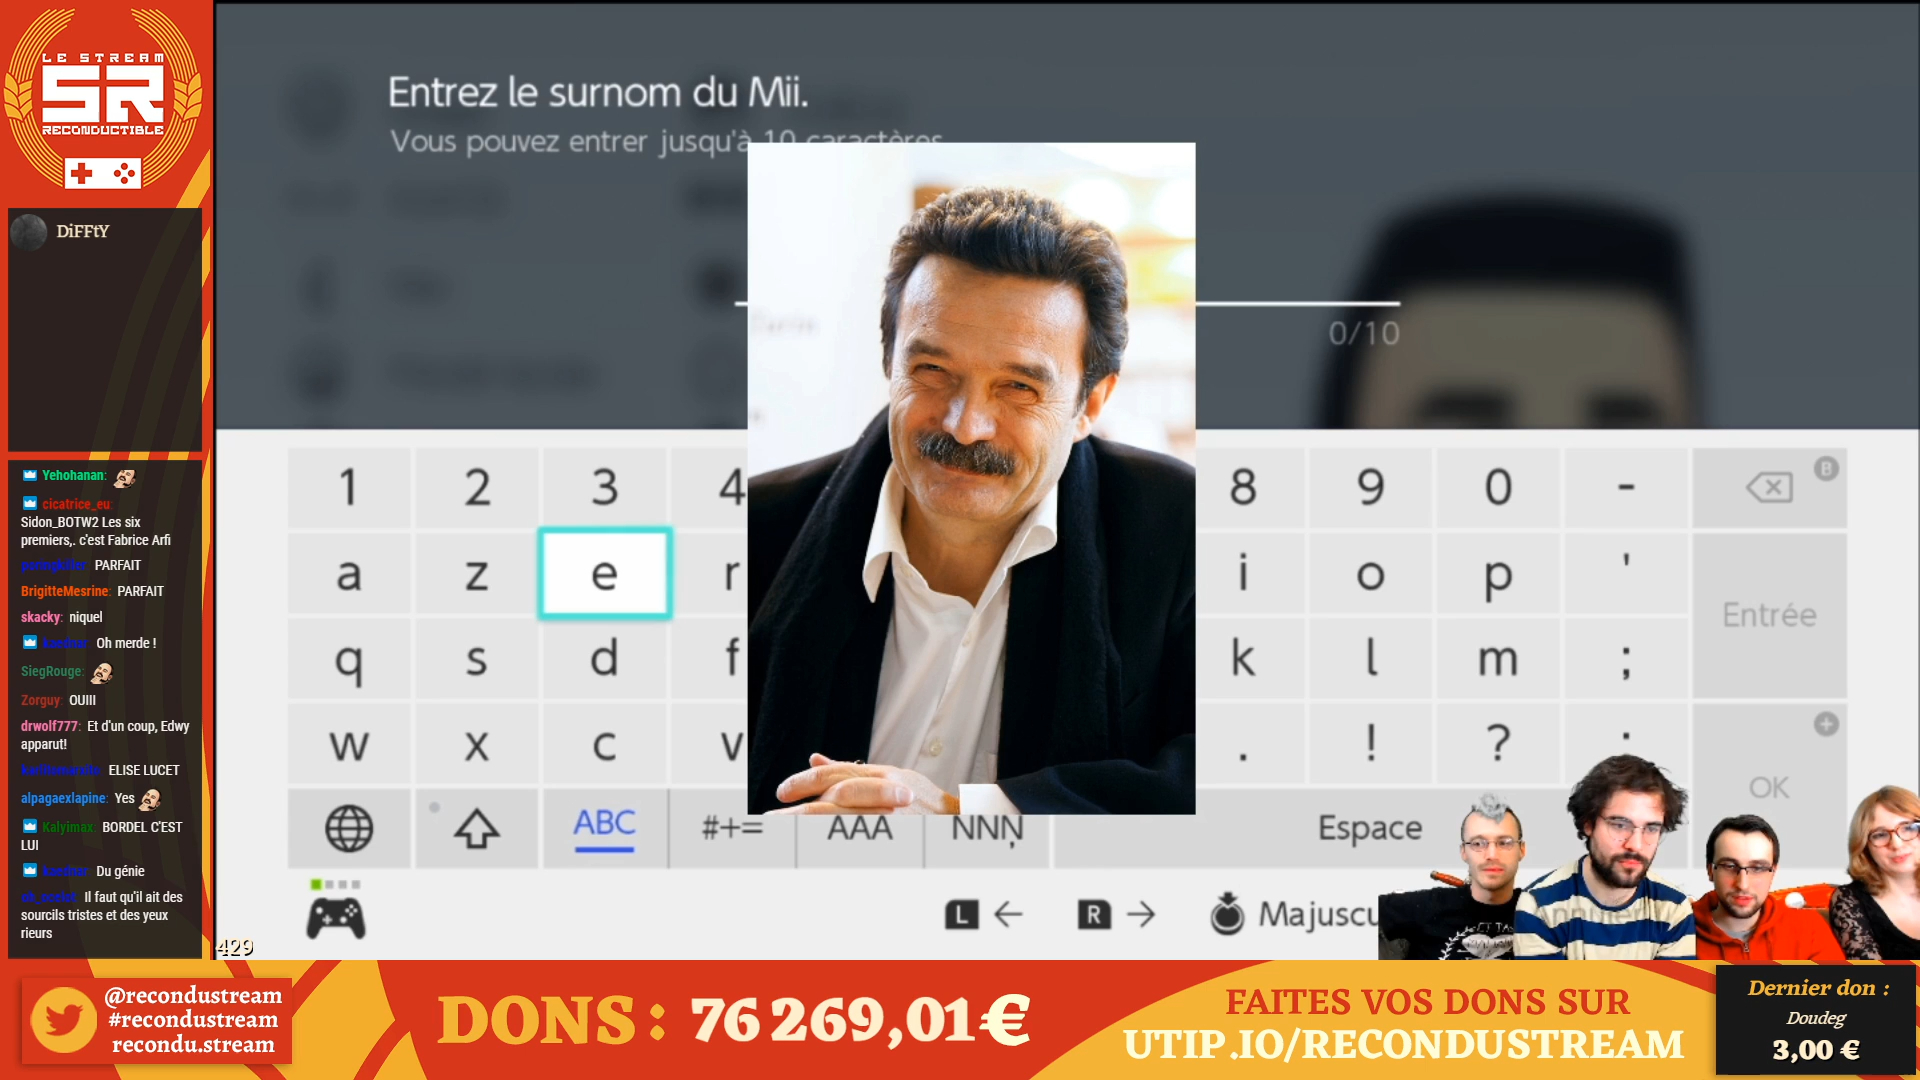 LE STREAM
SR
RECONDUCTIBLE
DiFFtY
Yehohanan:
cicatrice_eu:
Sidon_BOTW2 Les six
premiers,. c'est Fabrice Arfi
PARFAIT
BrigitteMesrine: PARFAIT
skacky: niquel
Oh merde !
SiegRouge:
Zorguy: OUIII
drwolf777: Et d'un coup, Edwy
apparut!
ELISE LUCET
alpagaexlapine: Yes
Kalyimax: BORDEL C'EST
LUI
Du génie
Il faut qu'il ait des
sourcils tristes et des yeux
rieurs
Entrez le surnom du Mii.
Vous pouvez entrer jusqu'à 10 caractères
0/10
1 2 3 4 8 9 0 -
B
a z e r i o p '
Entrée
q s d f k l m ;
w x c v . ! ? :
OK
ABC #+= AAA NNN Espace
L R Majuscu
Annuler
429
@recondustream
#recondustream
recondu.stream
DONS : 76 269,01€
FAITES VOS DONS SUR
UTIP.IO/RECONDUSTREAM
Dernier don :
Doudeg
3,00 €